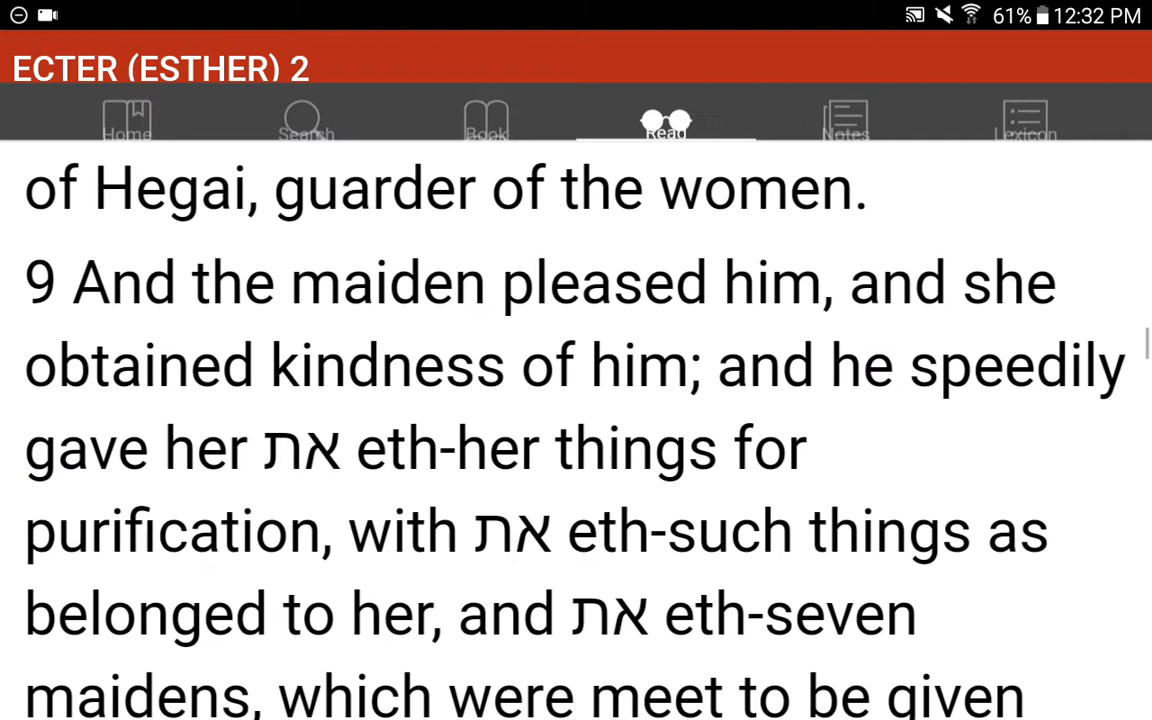 61% 12:32 PM
ECTER (ESTHER) 2
Home Search Book Read Notes Lexicon
of Hegai, guarder of the women.
9 And the maiden pleased him, and she
obtained kindness of him; and he speedily
gave her את eth-her things for
purification, with את eth-such things as
belonged to her, and את eth-seven
maidens, which were meet to be given